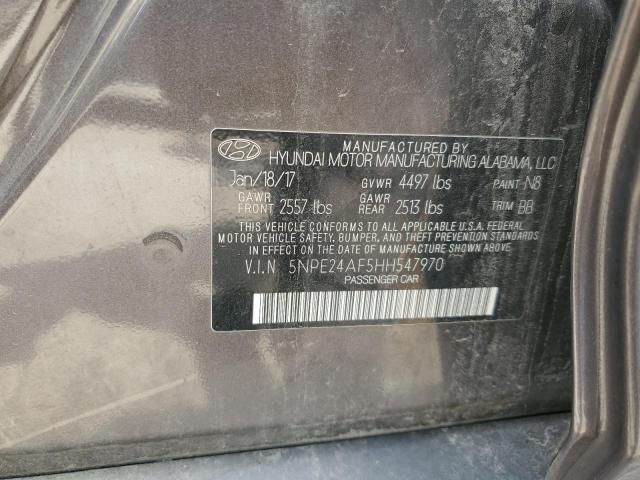 MANUFACTURED BY
HYUNDAI MOTOR MANUFACTURING ALABAMA, LLC
Jan/18/17 GVWR 4497 lbs PAINT N8
GAWR FRONT 2557 lbs GAWR REAR 2513 lbs TRIM BB
THIS VEHICLE CONFORMS TO ALL APPLICABLE U.S.A. FEDERAL
MOTOR VEHICLE SAFETY, BUMPER, AND THEFT PREVENTION STANDARDS
IN EFFECT ON THE DATE OF MANUFACTURE SHOWN ABOVE.
V.I.N 5NPE24AF5HH547970
PASSENGER CAR